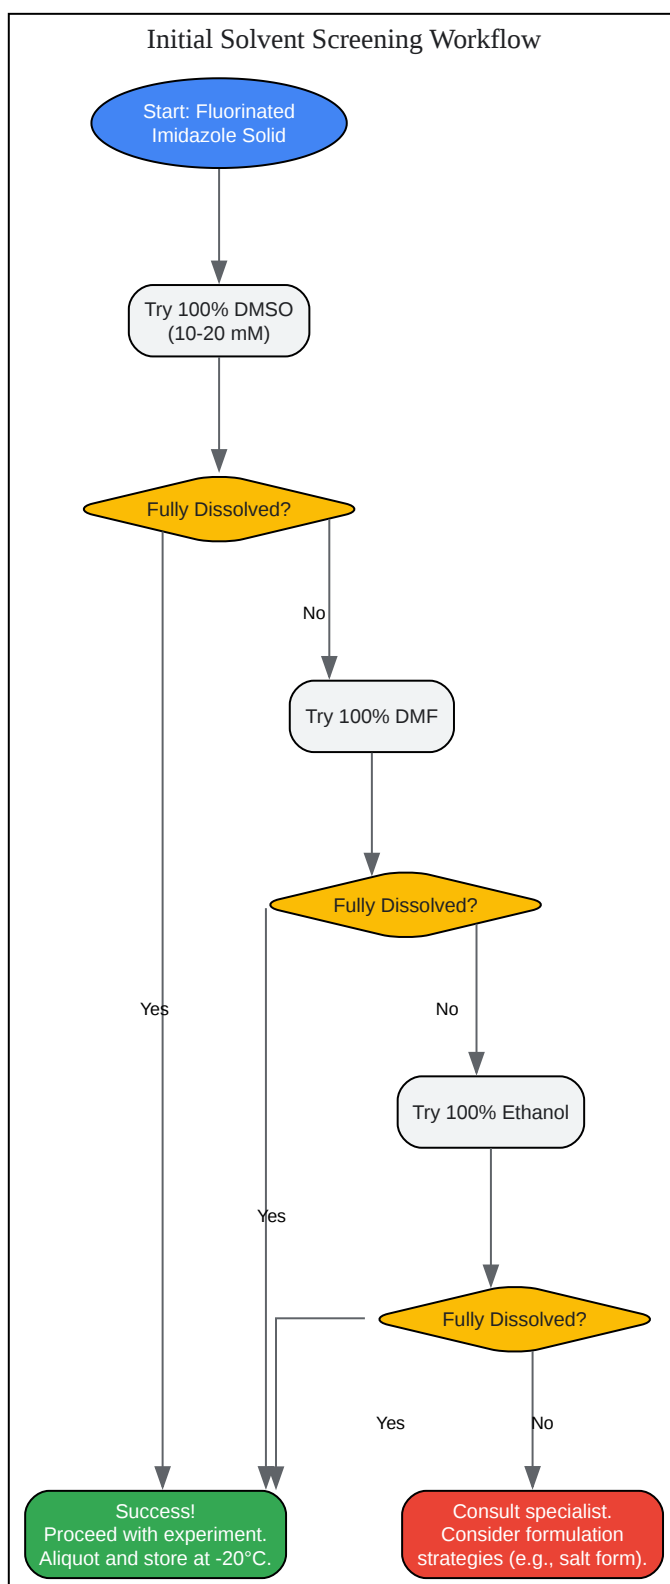 Initial Solvent Screening Workflow
Start: Fluorinated
Imidazole Solid
Try 100% DMSO
(10-20 mM)
Fully Dissolved?
No
Try 100% DMF
Fully Dissolved?
Yes
No
Try 100% Ethanol
Yes
Fully Dissolved?
Yes
No
Success!
Proceed with experiment.
Aliquot and store at -20°C.
Consult specialist.
Consider formulation
strategies (e.g., salt form).